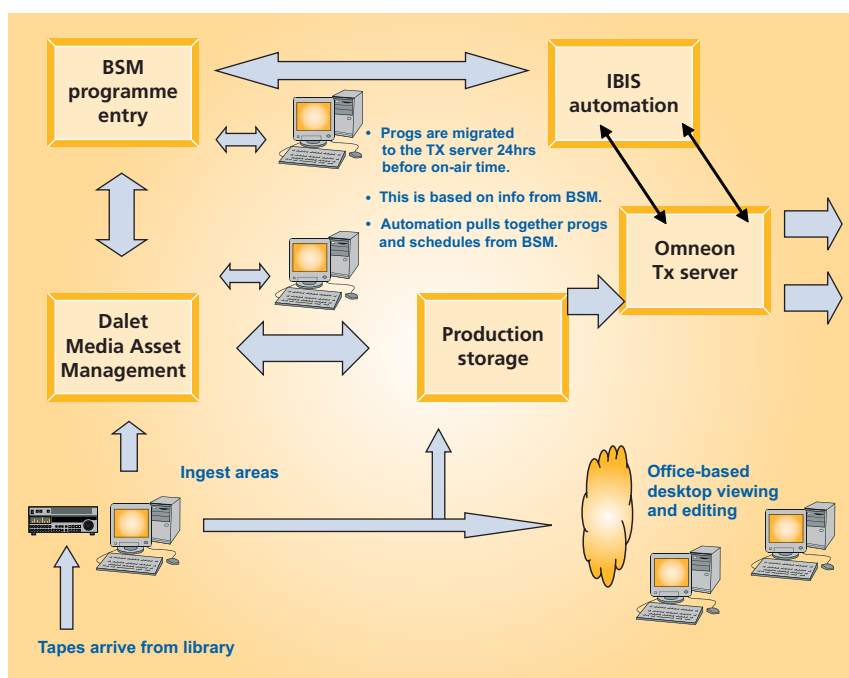 BSM
programme
entry
IBIS
automation
• Progs are migrated
to the TX server 24hrs
before on-air time.
• This is based on info from BSM.
• Automation pulls together progs
and schedules from BSM.
Omneon
Tx server
Dalet
Media Asset
Management
Production
storage
Ingest areas
Office-based
desktop viewing
and editing
Tapes arrive from library